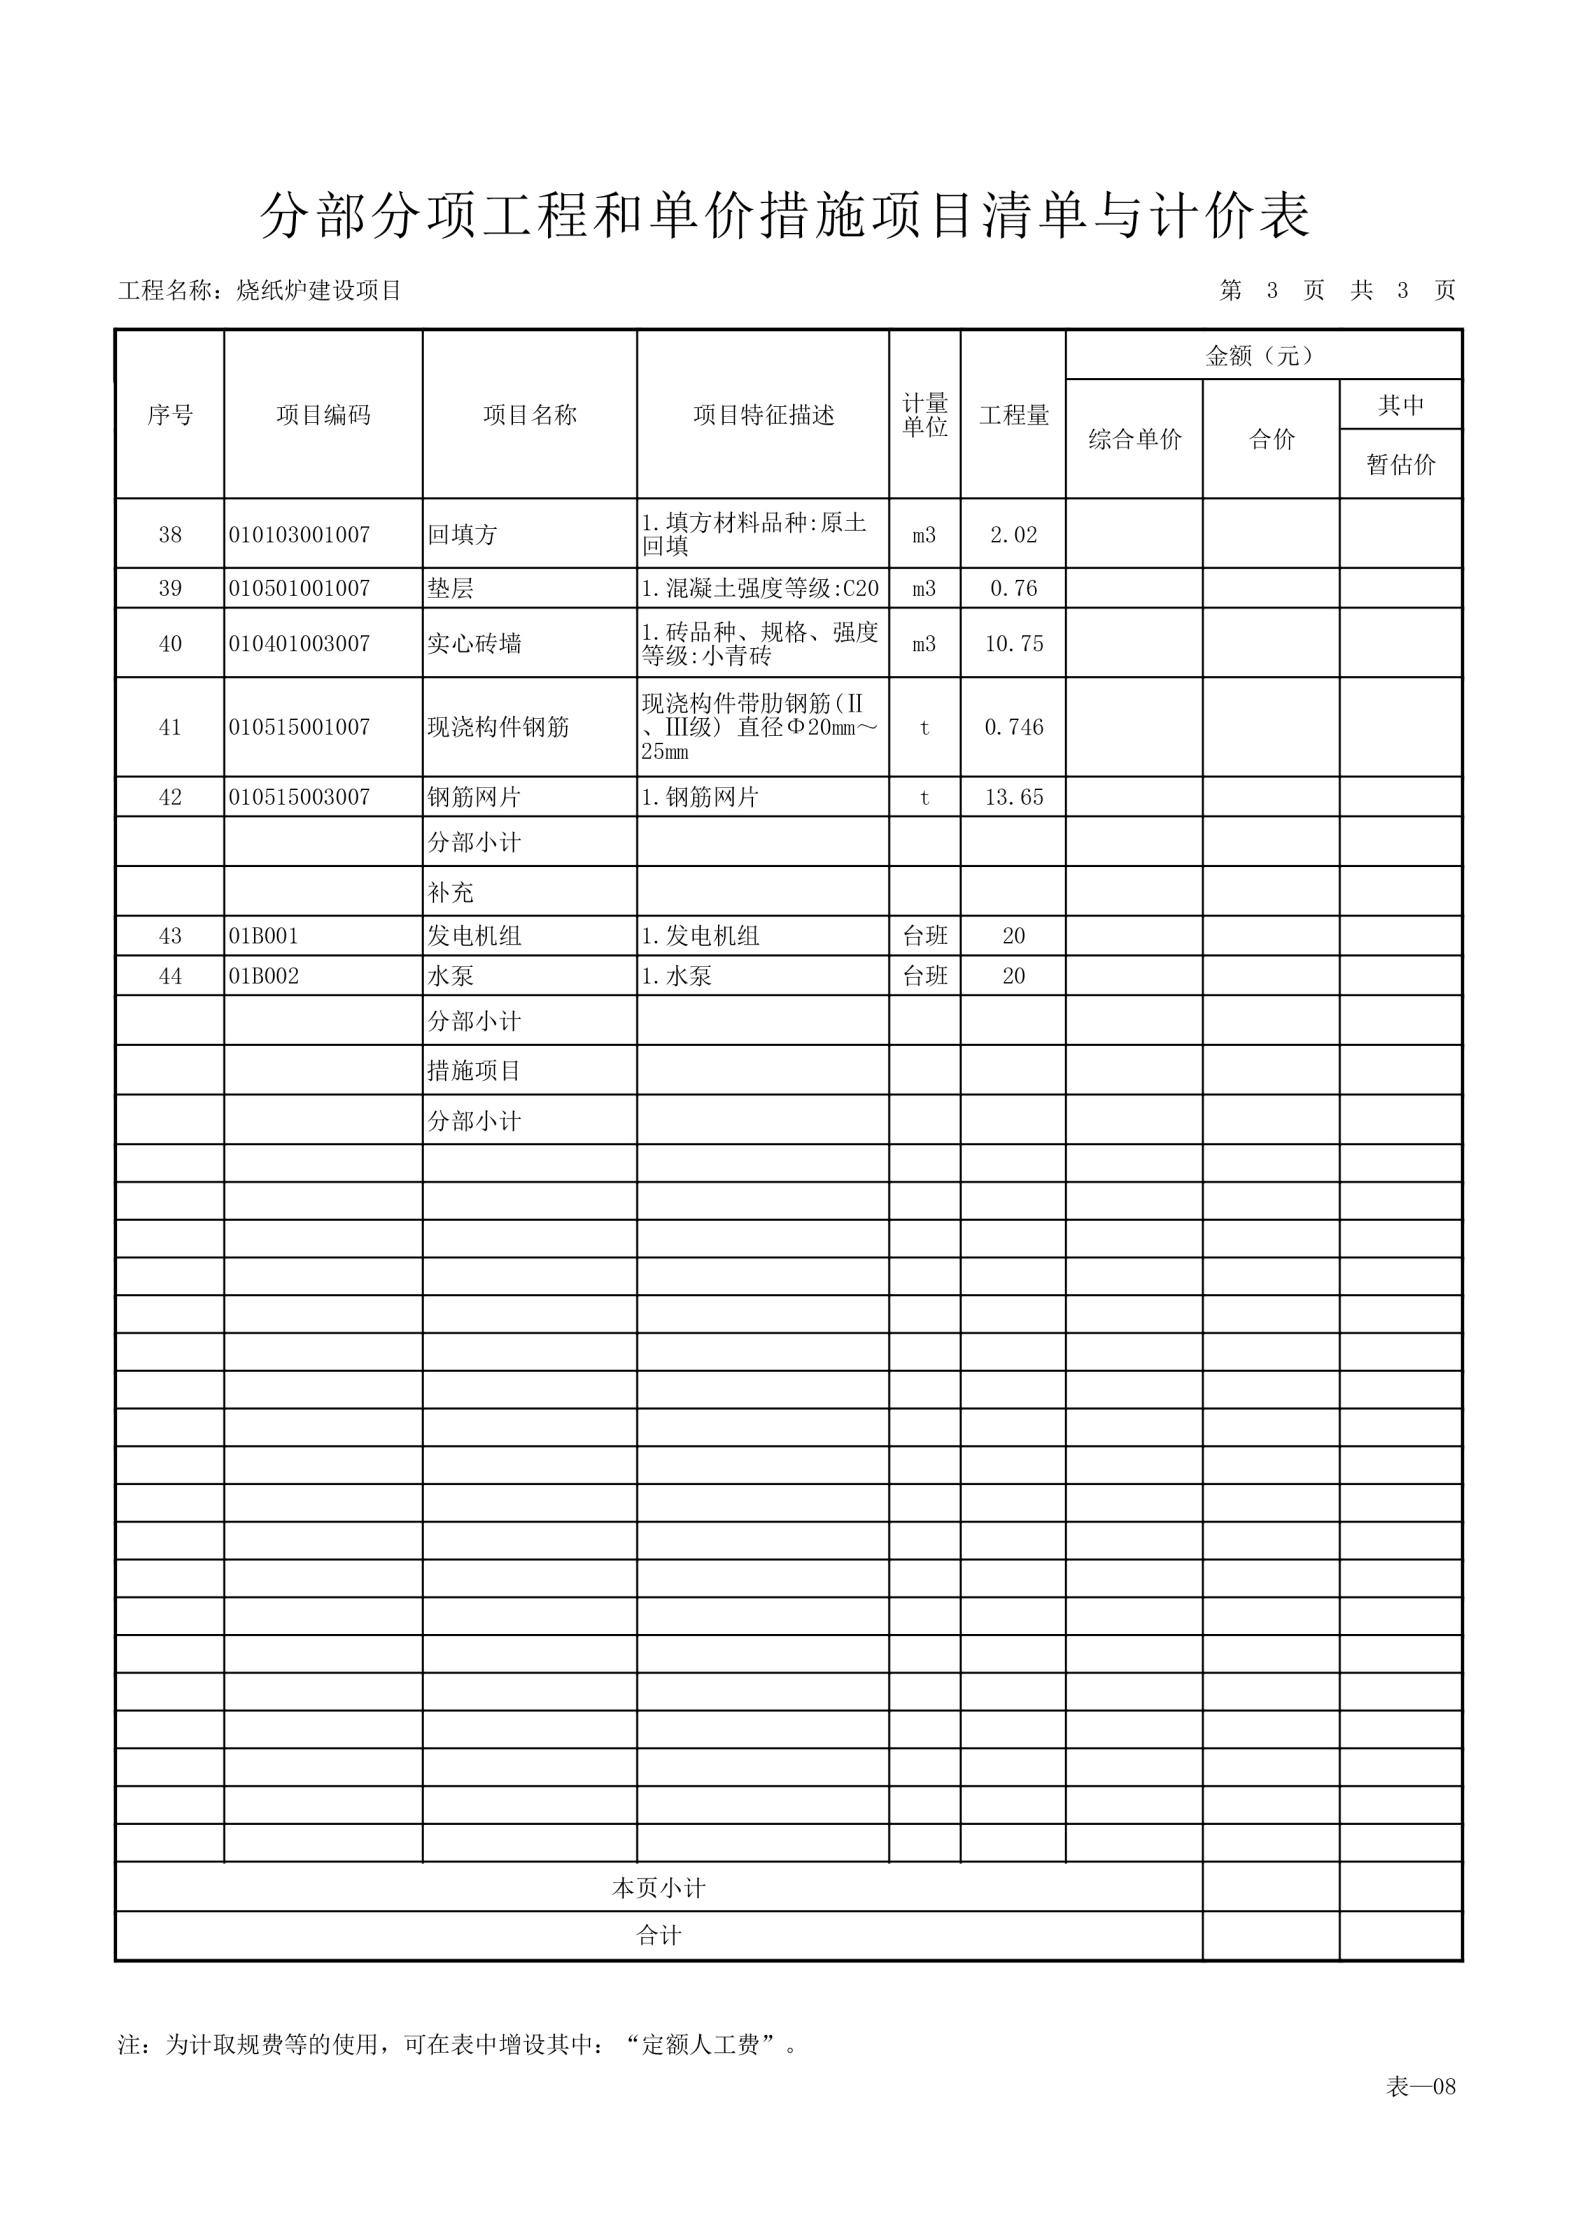 分部分项工程和单价措施项目清单与计价表
工程名称：烧纸炉建设项目 第 3 页 共 3 页
序号 项目编码 项目名称 项目特征描述 计量单位 工程量 金额（元）
综合单价 合价 其中
暂估价
38 010103001007 回填方 1.填方材料品种:原土回填 m3 2.02
39 010501001007 垫层 1.混凝土强度等级:C20 m3 0.76
40 010401003007 实心砖墙 1.砖品种、规格、强度等级:小青砖 m3 10.75
41 010515001007 现浇构件钢筋 现浇构件带肋钢筋(Ⅱ、Ⅲ级) 直径Φ20mm～25mm t 0.746
42 010515003007 钢筋网片 1.钢筋网片 t 13.65
分部小计
补充
43 01B001 发电机组 1.发电机组 台班 20
44 01B002 水泵 1.水泵 台班 20
分部小计
措施项目
分部小计
本页小计
合计
注：为计取规费等的使用，可在表中增设其中：“定额人工费”。
表—08